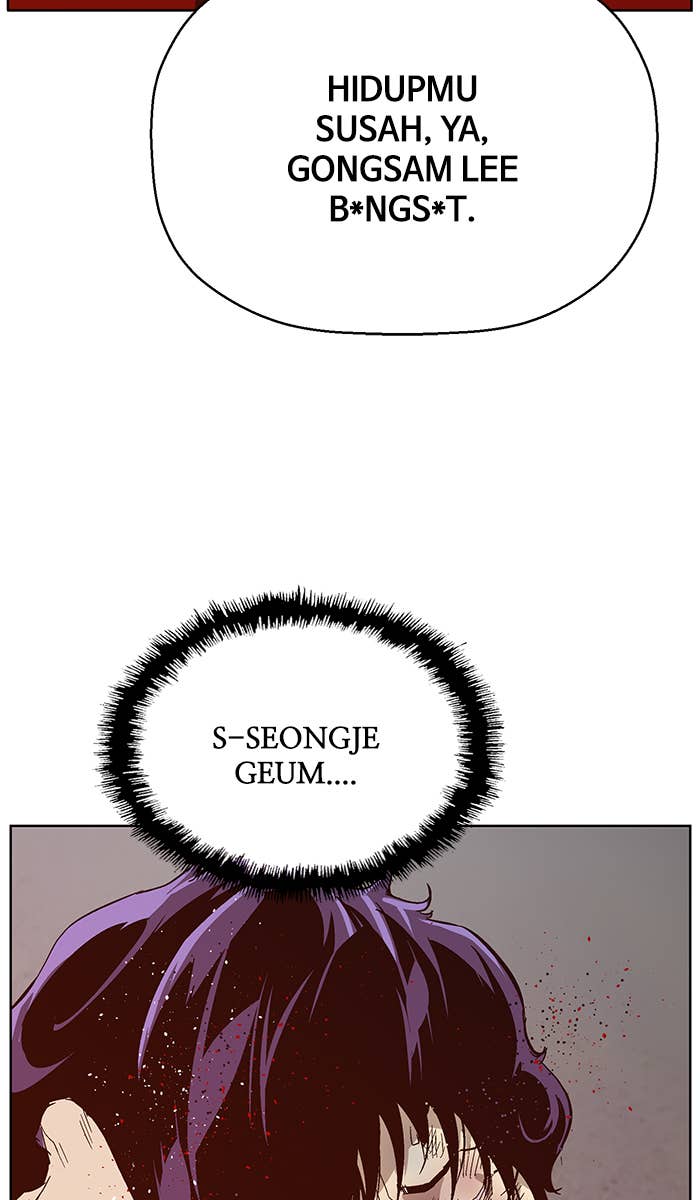 HIDUPMU
SUSAH, YA,
GONGSAM LEE
B*NGS*T.
S-SEONGJE
GEUM....